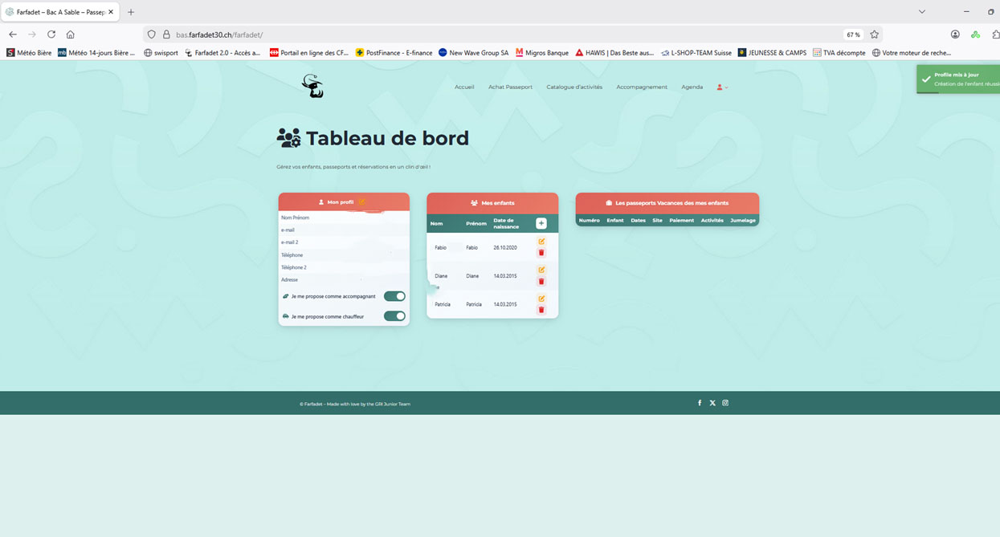 Farfadet – Bac A Sable – Passep
bas.farfadet30.ch/farfadet/
67 %
Météo Bière
Météo 14-jours Bière ...
swisport
Farfadet 2.0 - Accès a...
Portail en ligne des CF...
PostFinance - E-finance
New Wave Group SA
Migros Banque
HAWIS | Das Beste aus...
L-SHOP-TEAM Suisse
JEUNESSE & CAMPS
TVA décompte
Votre moteur de reche...
Accueil
Achat Passeport
Catalogue d'activités
Accompagnement
Agenda
Profile mis à jour
Création de l'enfant réussi
Tableau de bord
Gérez vos enfants, passeports et réservations en un clin d'œil !
Mon profil
Nom Prénom
e-mail
e-mail 2
Téléphone
Téléphone 2
Adresse
Je me propose comme accompagnant
Je me propose comme chauffeur
Mes enfants
Nom Prénom Date de naissance +
Fabio Fabio 26.10.2020
Diane Diane 14.03.2015
Patricia Patricia 14.03.2015
Les passeports Vacances des mes enfants
Numéro Enfant Dates Site Paiement Activités Jumelage
© Farfadet – Made with love by the GRI Junior Team